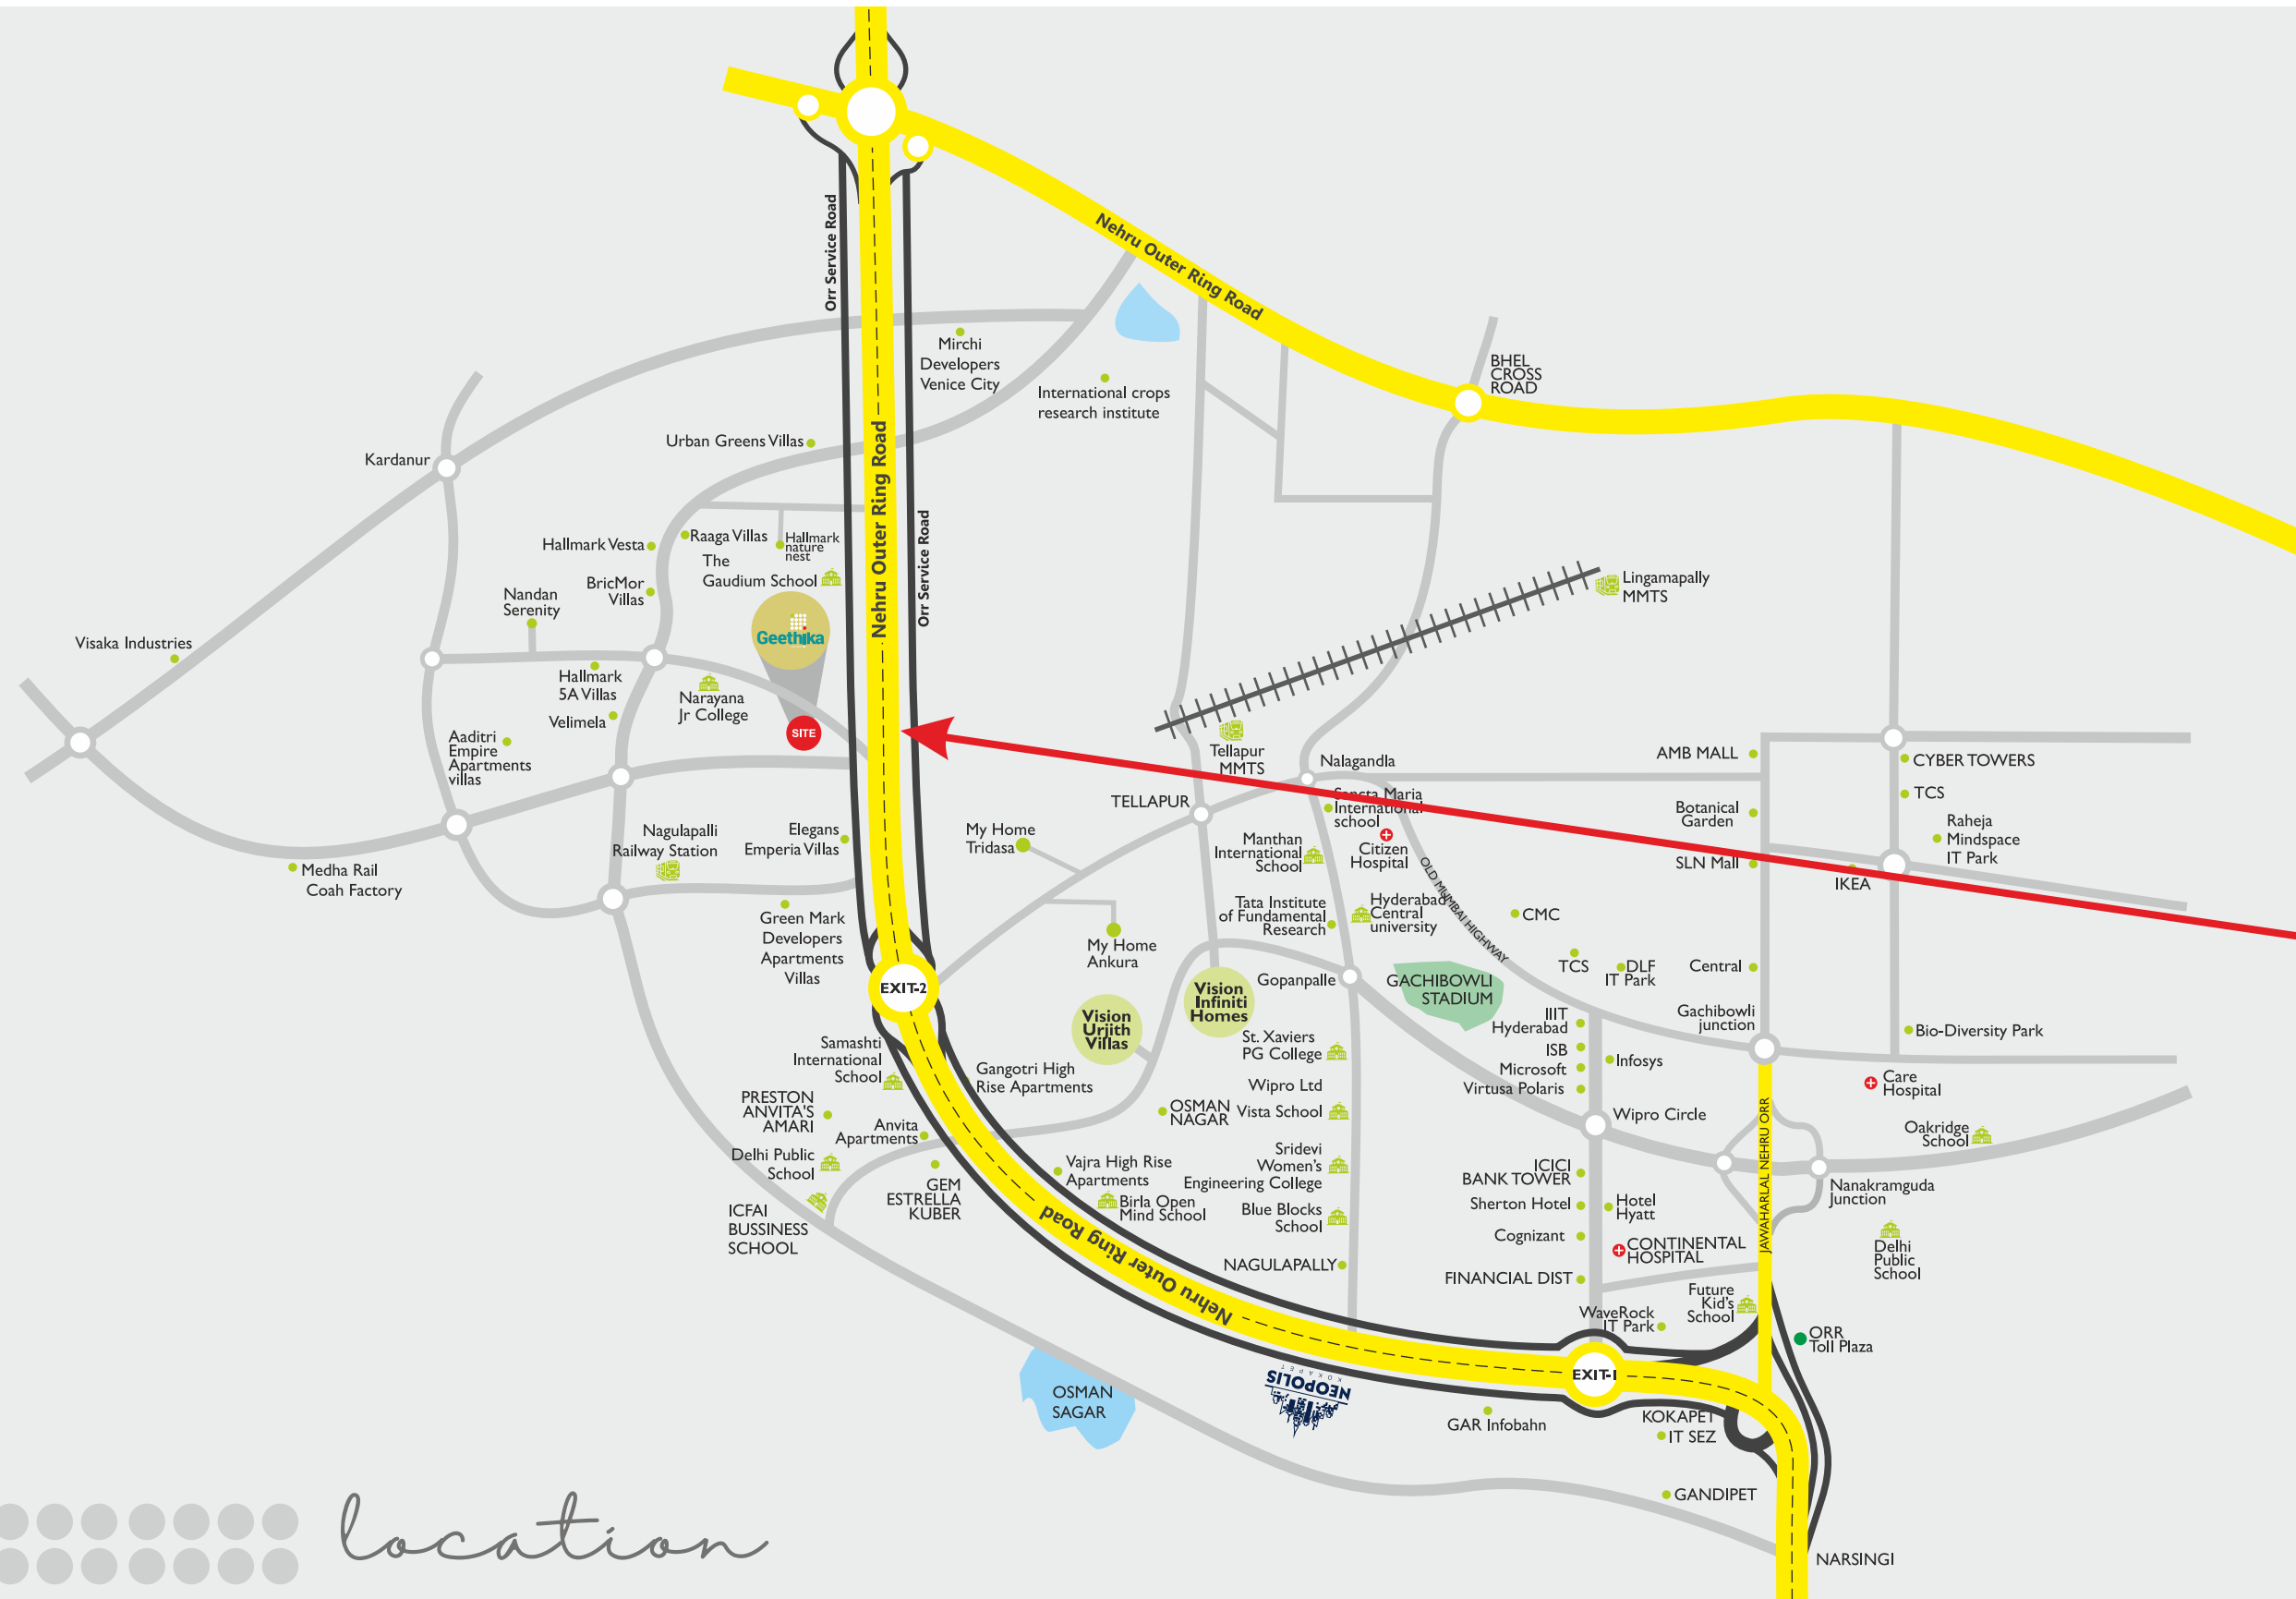 Orr Service Road
Nehru Outer Ring Road
BHEL
CROSS
ROAD
Mirchi
Developers
Venice City
International crops
research institute
Urban Greens Villas
Kardanur
Nehru Outer Ring Road
Orr Service Road
Raaga Villas
Hallmark
nature
nest
Hallmark Vesta
The
Gaudium School
BricMor
Villas
Nandan
Serenity
Geethika
Lingamapally
MMTS
Visaka Industries
Hallmark
5A Villas
Narayana
Jr College
Velimela
SITE
Aaditri
Empire
Apartments
villas
Tellapur
MMTS
Nalagandla
AMB MALL
CYBER TOWERS
TELLAPUR
Sancta Maria
International
school
TCS
Botanical
Garden
Raheja
Mindspace
IT Park
Nagulapalli
Railway Station
Elegans
Emperia Villas
My Home
Tridasa
Manthan
International
School
Citizen
Hospital
OLD MUMBAI HIGHWAY
SLN Mall
IKEA
Medha Rail
Coah Factory
Green Mark
Developers
Apartments
Villas
My Home
Ankura
Tata Institute
of Fundamental
Research
Hyderabad
Central
university
CMC
TCS
DLF
IT Park
Central
EXIT-2
Vision
Infiniti
Homes
Gopanpalle
GACHIBOWLI
STADIUM
Vision
Urjith
Villas
IIIT
Hyderabad
Gachibowli
junction
Bio-Diversity Park
Samashti
International
School
St. Xaviers
PG College
ISB
Infosys
Microsoft
Virtusa Polaris
Gangotri High
Rise Apartments
Wipro Ltd
Care
Hospital
PRESTON
ANVITA'S
AMARI
OSMAN
NAGAR
Vista School
Wipro Circle
JAWAHARLAL NEHRU ORR
Anvita
Apartments
Oakridge
School
Delhi Public
School
Vajra High Rise
Apartments
Sridevi
Women's
Engineering College
ICICI
BANK TOWER
Nanakramguda
Junction
GEM
ESTRELLA
KUBER
Birla Open
Mind School
Blue Blocks
School
Sherton Hotel
Hotel
Hyatt
ICFAI
BUSSINESS
SCHOOL
Nehru Outer Ring Road
Cognizant
CONTINENTAL
HOSPITAL
Delhi
Public
School
NAGULAPALLY
FINANCIAL DIST
Future
Kid's
School
WaveRock
IT Park
ORR
Toll Plaza
NEOPOLIS
KOKAPET
EXIT-1
OSMAN
SAGAR
GAR Infobahn
KOKAPET
IT SEZ
GANDIPET
NARSINGI
location